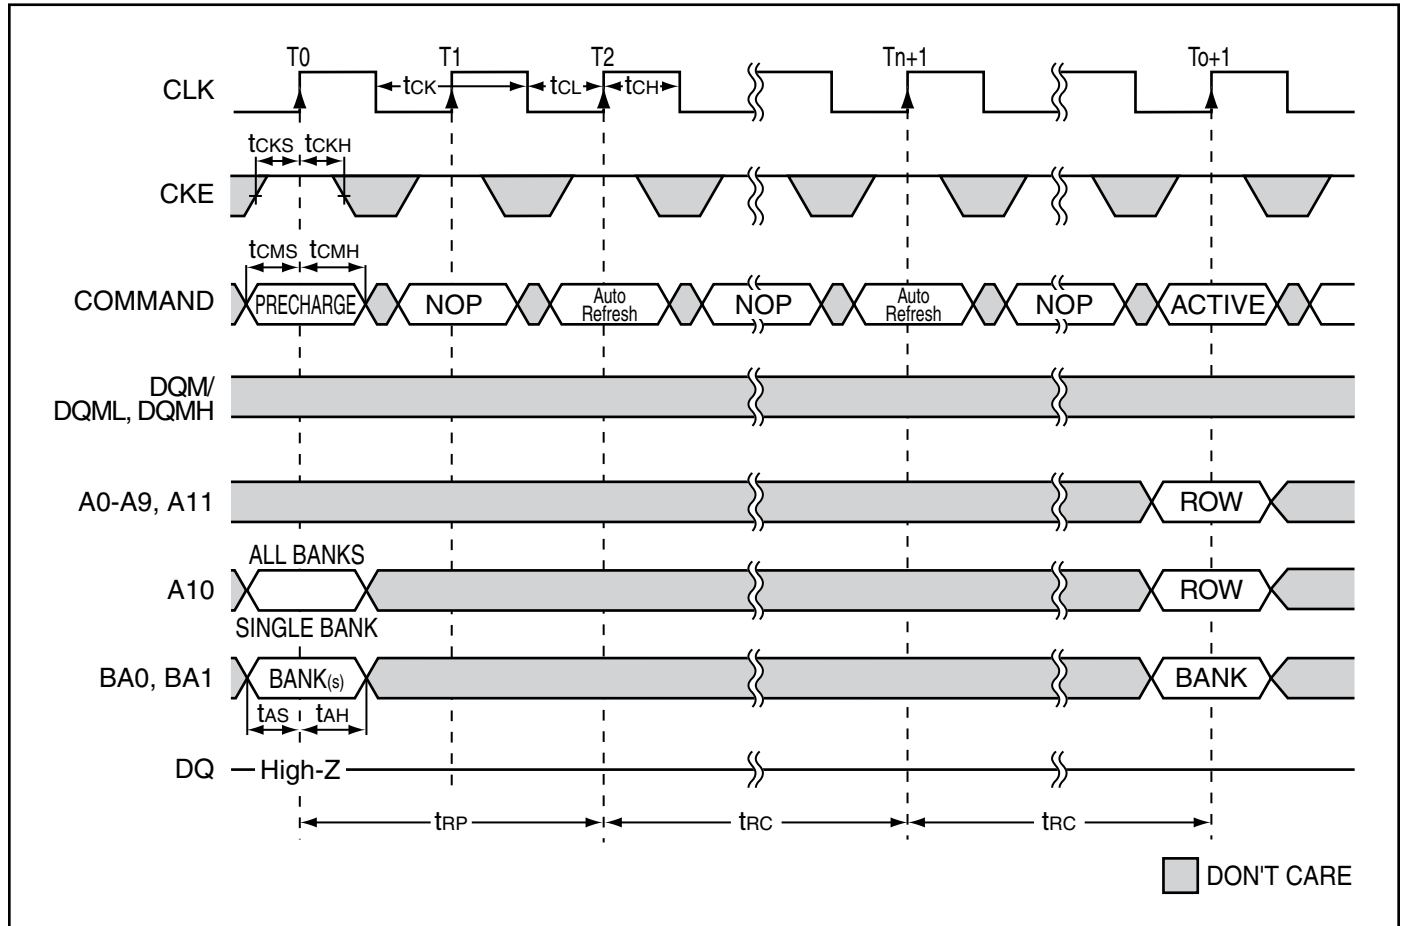 T0 T1 T2 Tn+1 To+1
CLK tCK tCL tCH
tCKS tCKH
CKE
tCMS tCMH
COMMAND PRECHARGE NOP Auto Refresh NOP Auto Refresh NOP ACTIVE
DQM/
DQML, DQMH
A0-A9, A11 ROW
ALL BANKS
A10 ROW
SINGLE BANK
BA0, BA1 BANK(s) BANK
tAS tAH
DQ High-Z
tRP tRC tRC
DON'T CARE